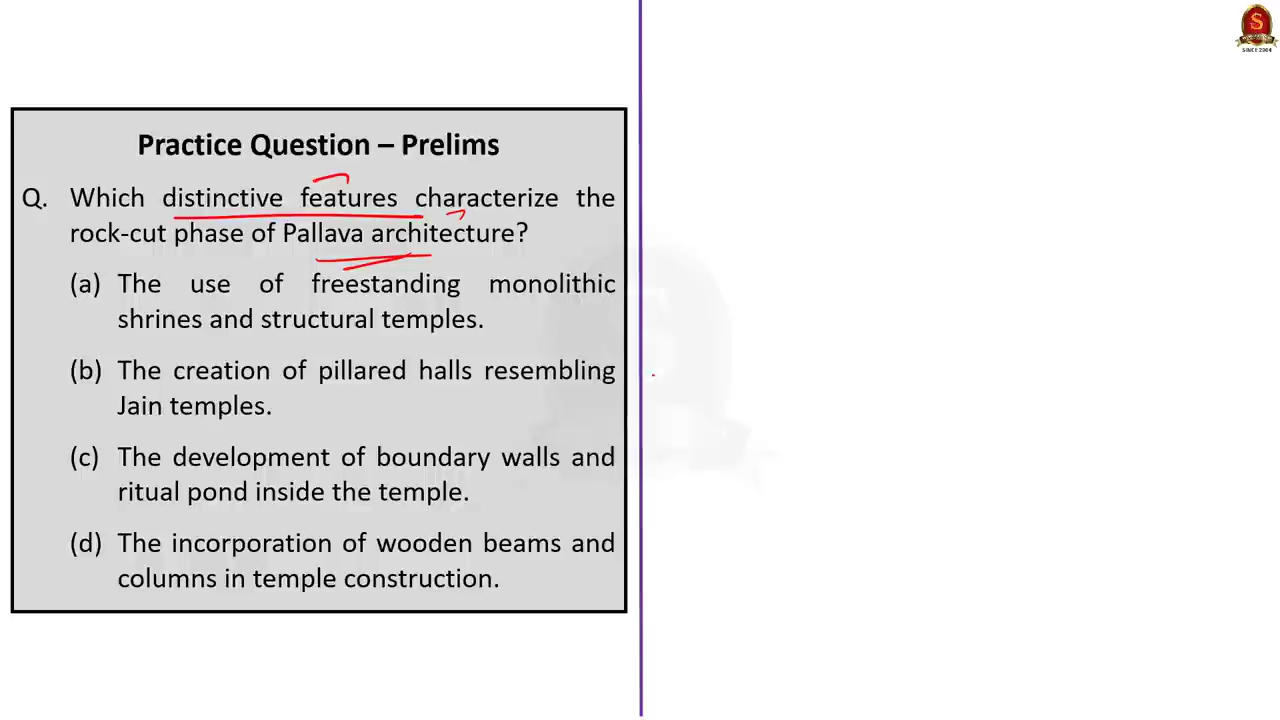 S
SINCE 2004
Practice Question – Prelims
Q. Which distinctive features characterize the
rock-cut phase of Pallava architecture?
(a) The use of freestanding monolithic
shrines and structural temples.
(b) The creation of pillared halls resembling
Jain temples.
(c) The development of boundary walls and
ritual pond inside the temple.
(d) The incorporation of wooden beams and
columns in temple construction.